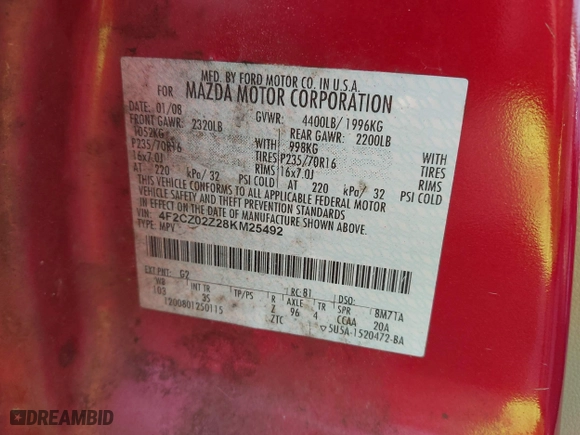 MFD. BY FORD MOTOR CO. IN U.S.A.
FOR MAZDA MOTOR CORPORATION
DATE: 01/08 GVWR: 4400LB/ 1996KG
FRONT GAWR: 2320LB REAR GAWR: 2200LB
1052KG WITH 998KG WITH
P235/70R16 TIRES P235/70R16 TIRES
16x7.0J RIMS 16x7.0J RIMS
AT 220 kPa/ 32 PSI COLD AT 220 kPa/ 32 PSI COLD
THIS VEHICLE CONFORMS TO ALL APPLICABLE FEDERAL MOTOR
VEHICLE SAFETY AND THEFT PREVENTION STANDARDS
IN EFFECT ON THE DATE OF MANUFACTURE SHOWN ABOVE.
VIN: 4F2CZ02Z28KM25492
TYPE: MPV
EXT PNT: G2 RC: 81 DSO:
WB INT TR TP/PS R AXLE TR SPR BM7TA
103 35 Z 96 4 CCAA 20A
1200801250115 ZTC ▽5U5A-1520472-BA
DREAMBID